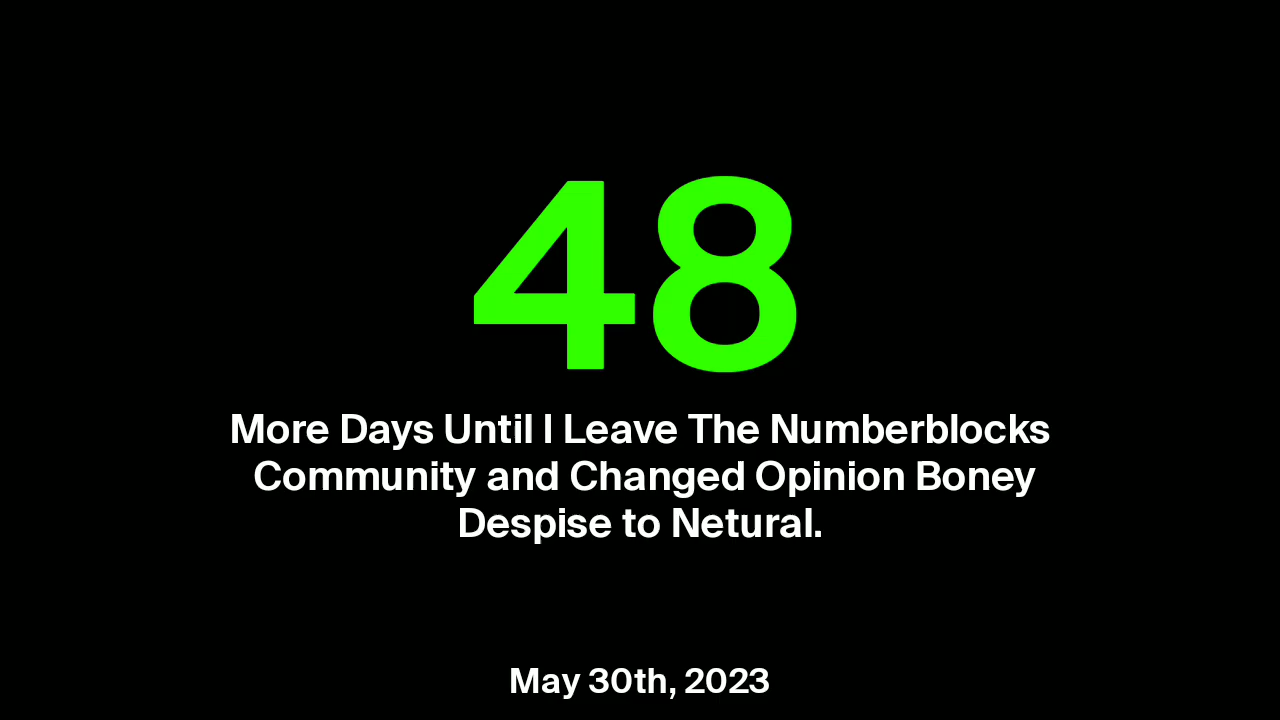 48
More Days Until I Leave The Numberblocks
Community and Changed Opinion Boney
Despise to Netural.
May 30th, 2023